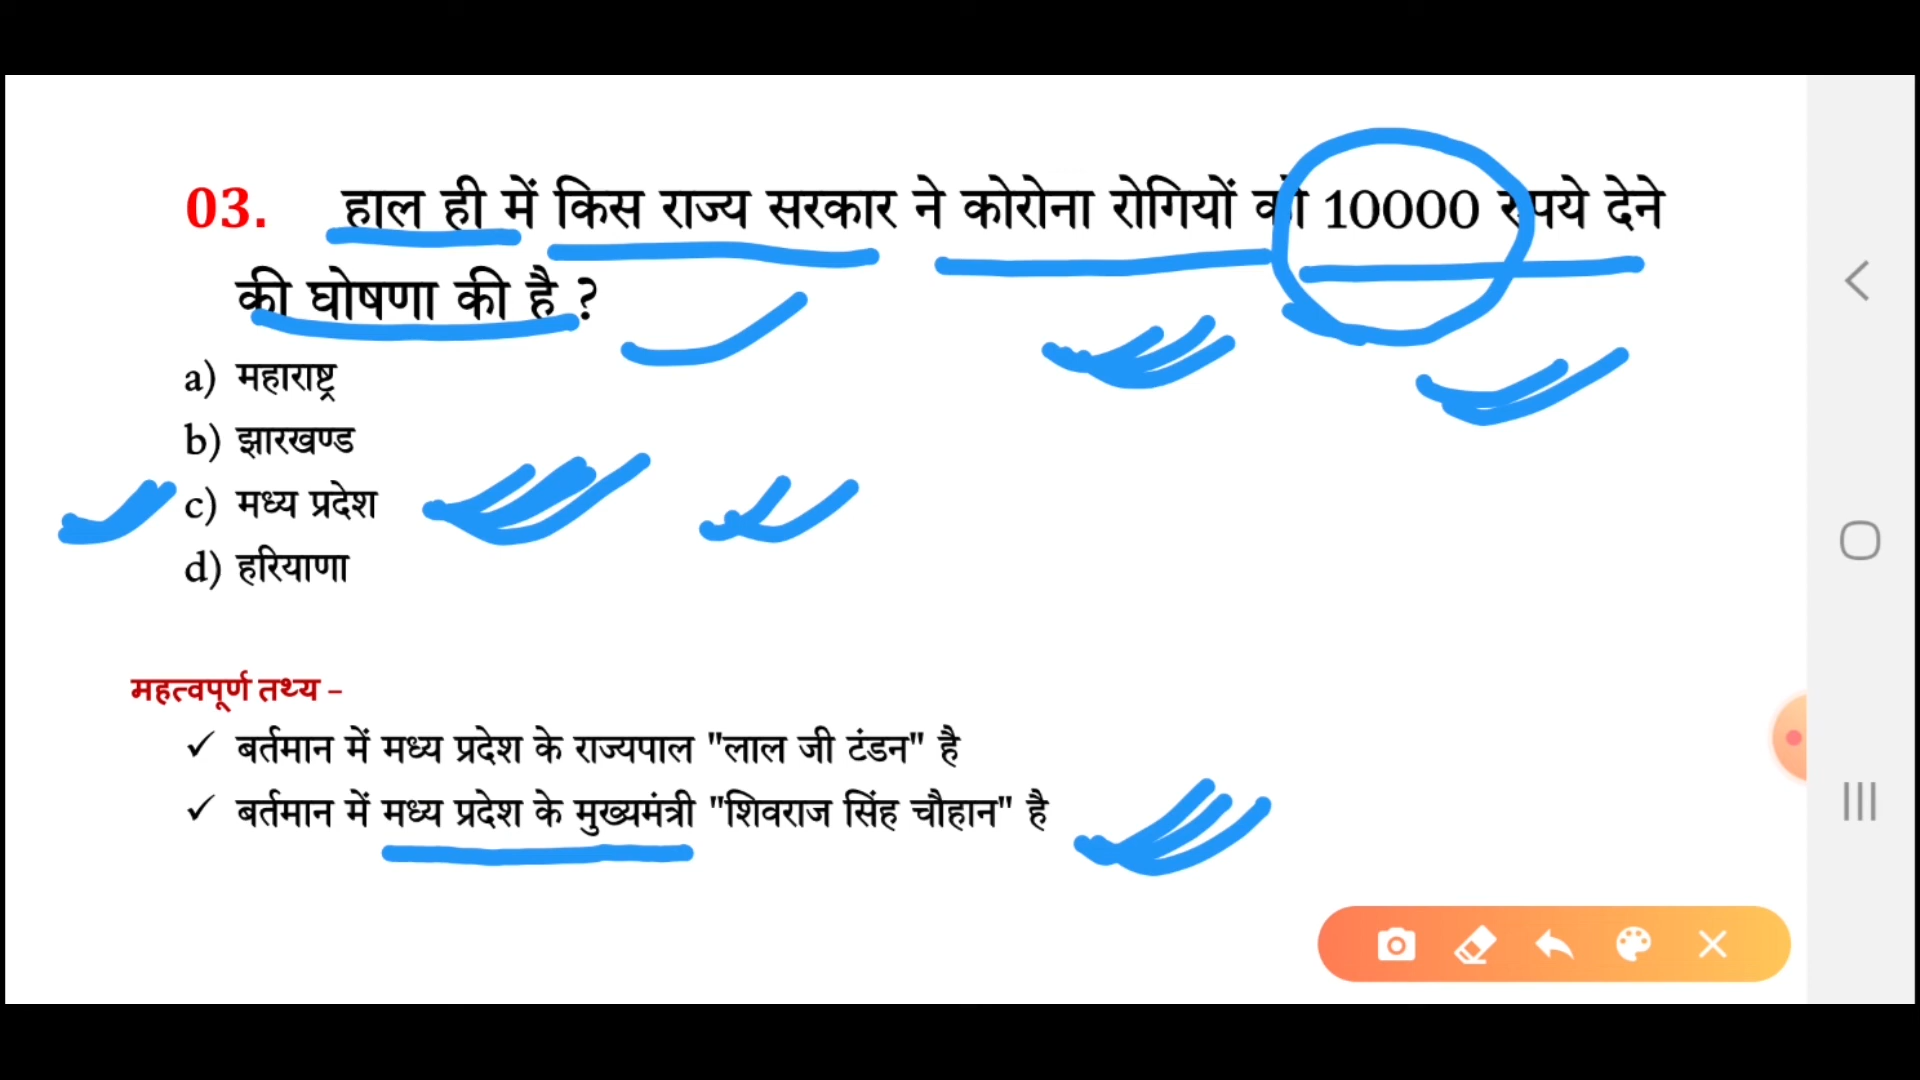 03. हाल ही में किस राज्य सरकार ने कोरोना रोगियों को 10000 रुपये देने
की घोषणा की है ?
a) महाराष्ट्र
b) झारखण्ड
c) मध्य प्रदेश
d) हरियाणा
महत्वपूर्ण तथ्य –
✓ बर्तमान में मध्य प्रदेश के राज्यपाल "लाल जी टंडन" है
✓ बर्तमान में मध्य प्रदेश के मुख्यमंत्री "शिवराज सिंह चौहान" है